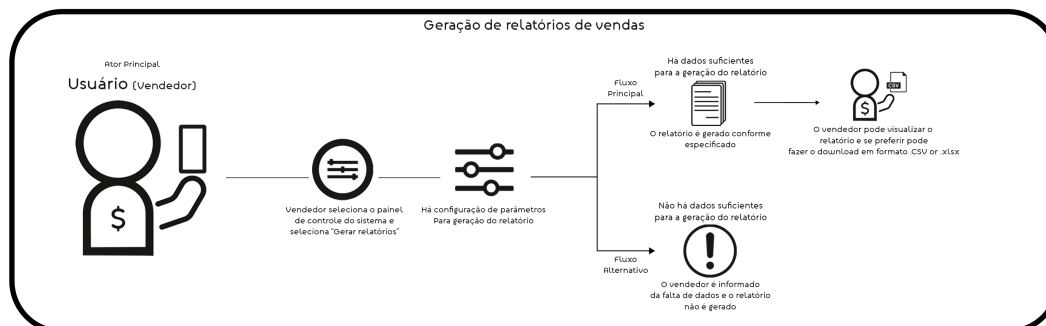 Geração de relatórios de vendas
Ator Principal
Usuário (Vendedor)
$
Vendedor seleciona o painel
de controle do sistema e
seleciona "Gerar relatórios"
Há configuração de parâmetros
Para geração do relatório
Fluxo
Principal
Há dados suficientes
para a geração do relatório
O relatório é gerado conforme
especificado
CSV
$
O vendedor pode visualizar o
relatório e se preferir pode
fazer o download em formato .CSV or .xlsx
Fluxo
Alternativo
Não há dados suficientes
para a geração do relatório
!
O vendedor é informado
da falta de dados e o relatório
não é gerado